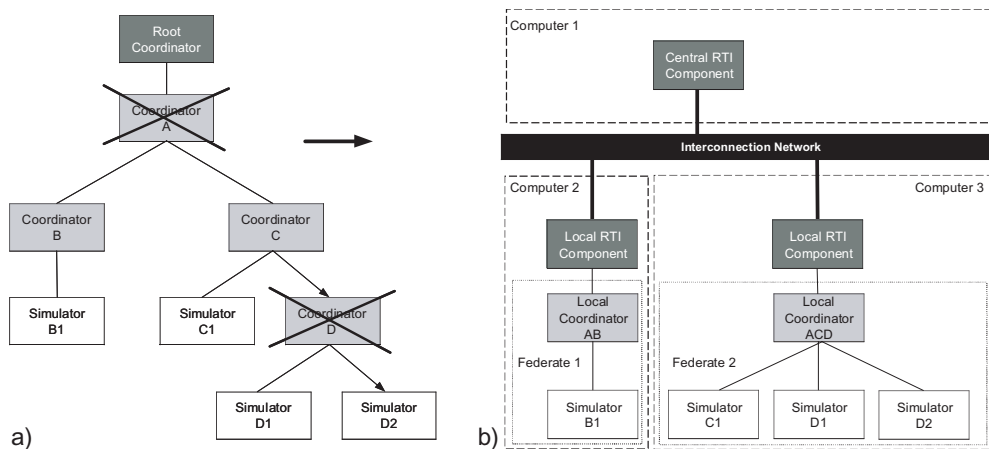 Root
Coordinator
Coordinator
A
Coordinator
B
Coordinator
C
Simulator
B1
Simulator
C1
Coordinator
D
Simulator
D1
Simulator
D2
a)
Computer 1
Central RTI
Component
Interconnection Network
Computer 2
Computer 3
Local RTI
Component
Local RTI
Component
Local
Coordinator
AB
Local
Coordinator
ACD
Federate 1
Federate 2
Simulator
B1
Simulator
C1
Simulator
D1
Simulator
D2
b)